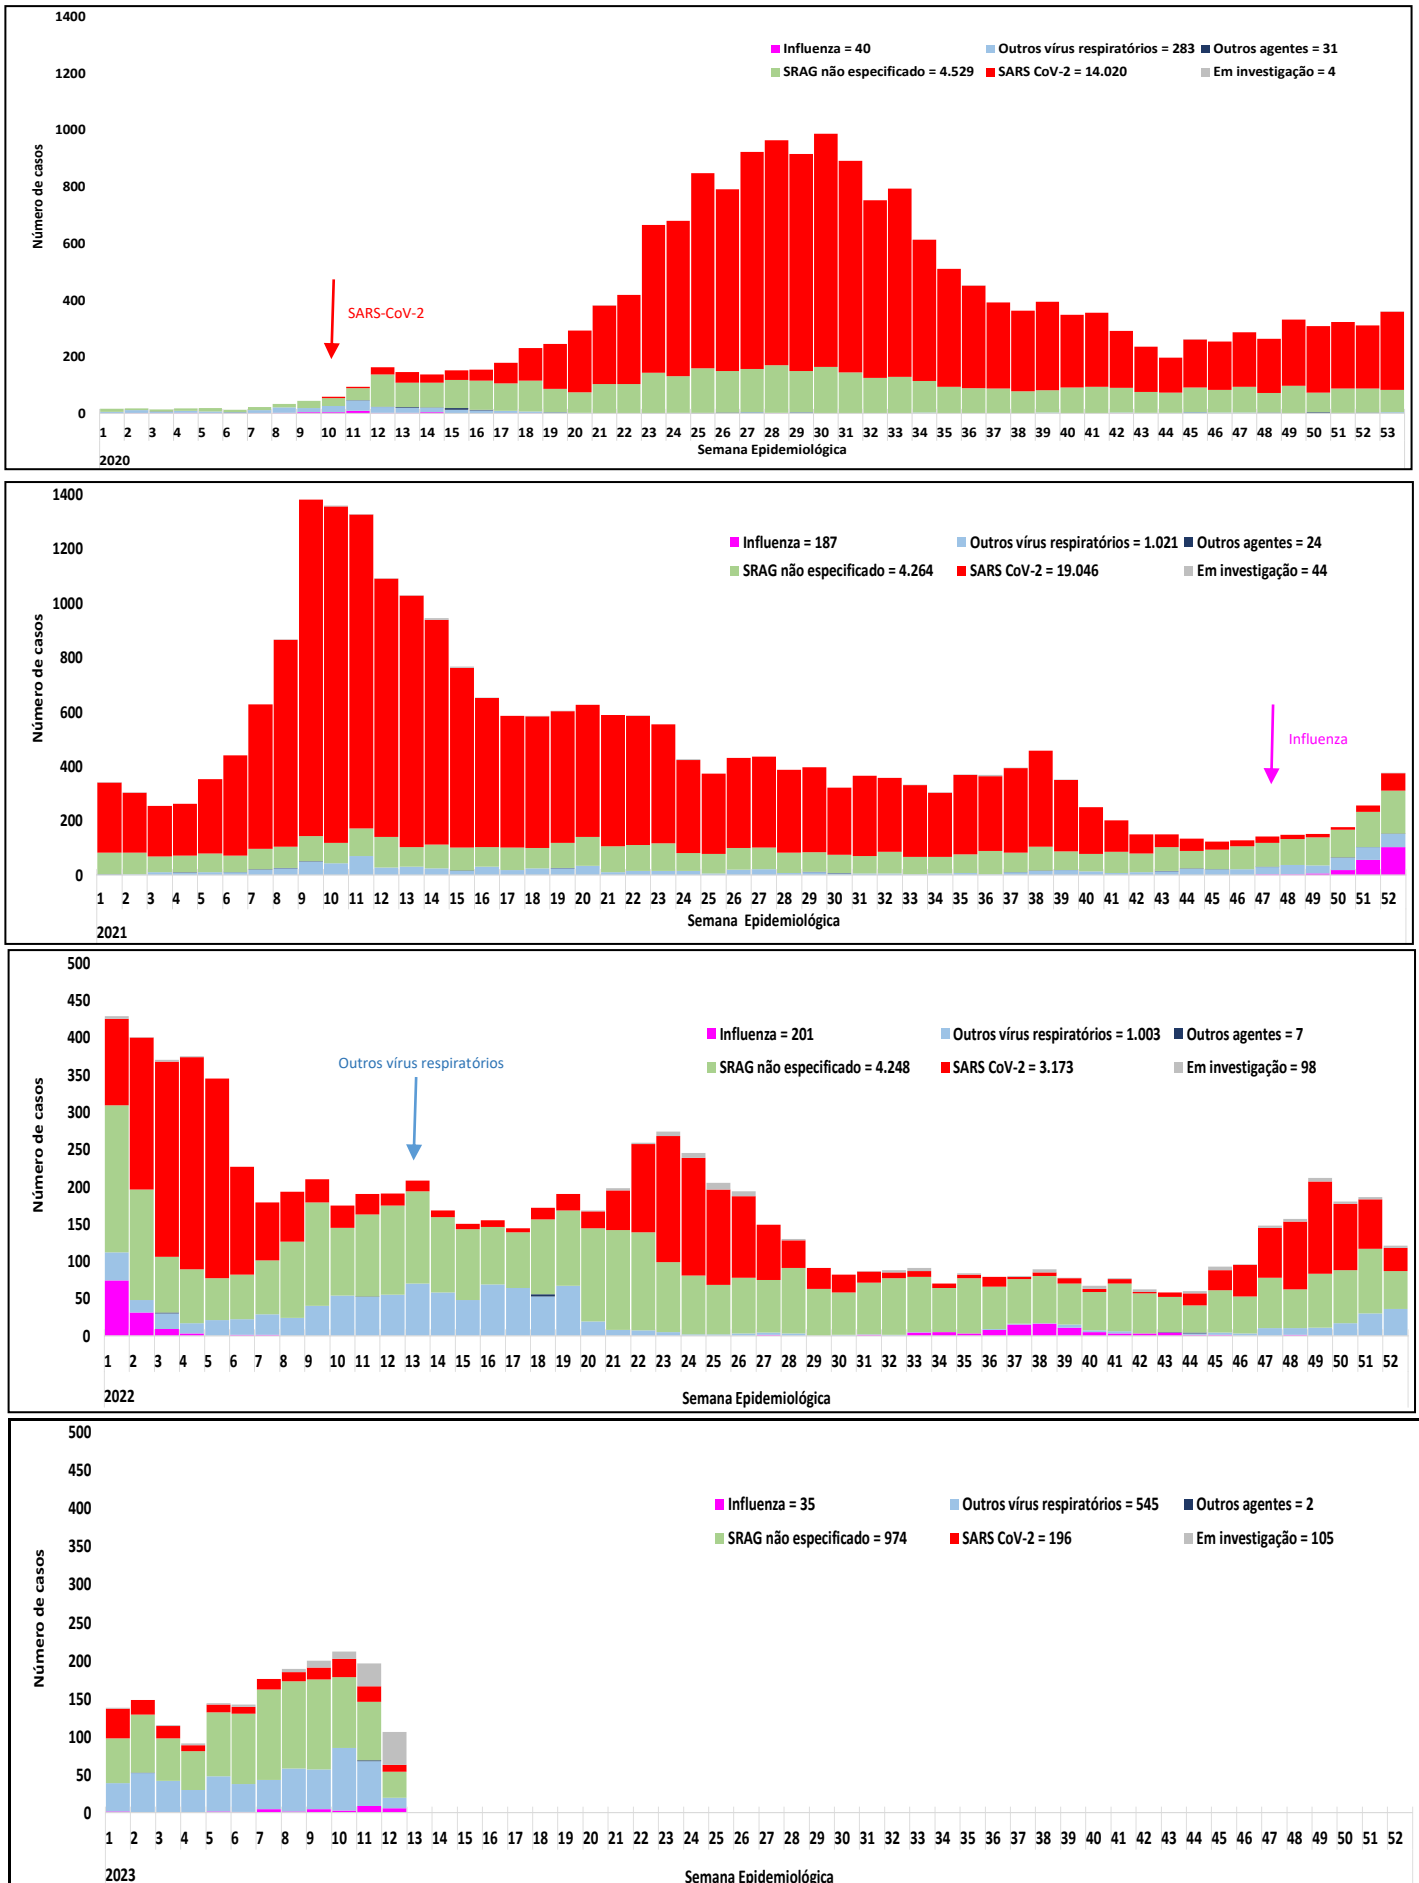 1400
1200
1000
800
600
400
200
0
Número de casos
Influenza = 40
Outros vírus respiratórios = 283
Outros agentes = 31
SRAG não especificado = 4.529
SARS CoV-2 = 14.020
Em investigação = 4
SARS-CoV-2
1 2 3 4 5 6 7 8 9 10 11 12 13 14 15 16 17 18 19 20 21 22 23 24 25 26 27 28 29 30 31 32 33 34 35 36 37 38 39 40 41 42 43 44 45 46 47 48 49 50 51 52 53
2020
Semana Epidemiológica
1400
1200
1000
800
600
400
200
0
Número de casos
Influenza = 187
Outros vírus respiratórios = 1.021
Outros agentes = 24
SRAG não especificado = 4.264
SARS CoV-2 = 19.046
Em investigação = 44
Influenza
1 2 3 4 5 6 7 8 9 10 11 12 13 14 15 16 17 18 19 20 21 22 23 24 25 26 27 28 29 30 31 32 33 34 35 36 37 38 39 40 41 42 43 44 45 46 47 48 49 50 51 52
2021
Semana Epidemiológica
500
450
400
350
300
250
200
150
100
50
0
Número de casos
Influenza = 201
Outros vírus respiratórios = 1.003
Outros agentes = 7
SRAG não especificado = 4.248
SARS CoV-2 = 3.173
Em investigação = 98
Outros vírus respiratórios
1 2 3 4 5 6 7 8 9 10 11 12 13 14 15 16 17 18 19 20 21 22 23 24 25 26 27 28 29 30 31 32 33 34 35 36 37 38 39 40 41 42 43 44 45 46 47 48 49 50 51 52
2022
Semana Epidemiológica
500
450
400
350
300
250
200
150
100
50
0
Número de casos
Influenza = 35
Outros vírus respiratórios = 545
Outros agentes = 2
SRAG não especificado = 974
SARS CoV-2 = 196
Em investigação = 105
1 2 3 4 5 6 7 8 9 10 11 12 13 14 15 16 17 18 19 20 21 22 23 24 25 26 27 28 29 30 31 32 33 34 35 36 37 38 39 40 41 42 43 44 45 46 47 48 49 50 51 52
2023
Semana Epidemiológica